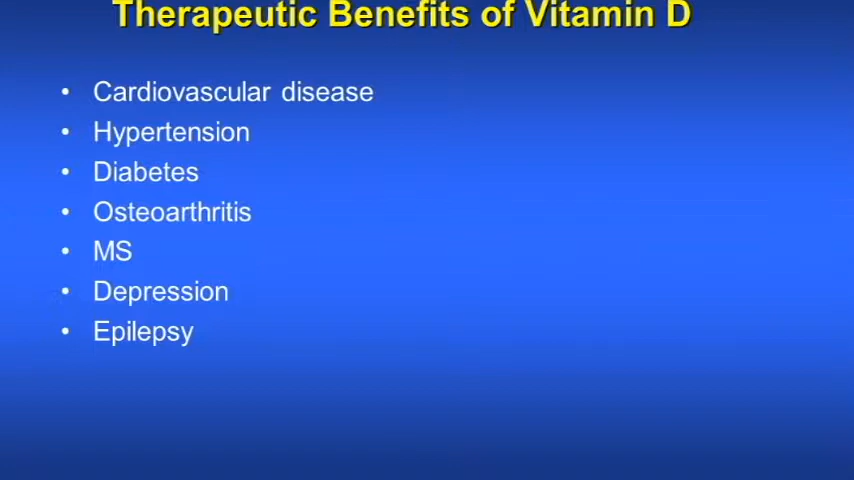 Therapeutic Benefits of Vitamin D
• Cardiovascular disease
• Hypertension
• Diabetes
• Osteoarthritis
• MS
• Depression
• Epilepsy